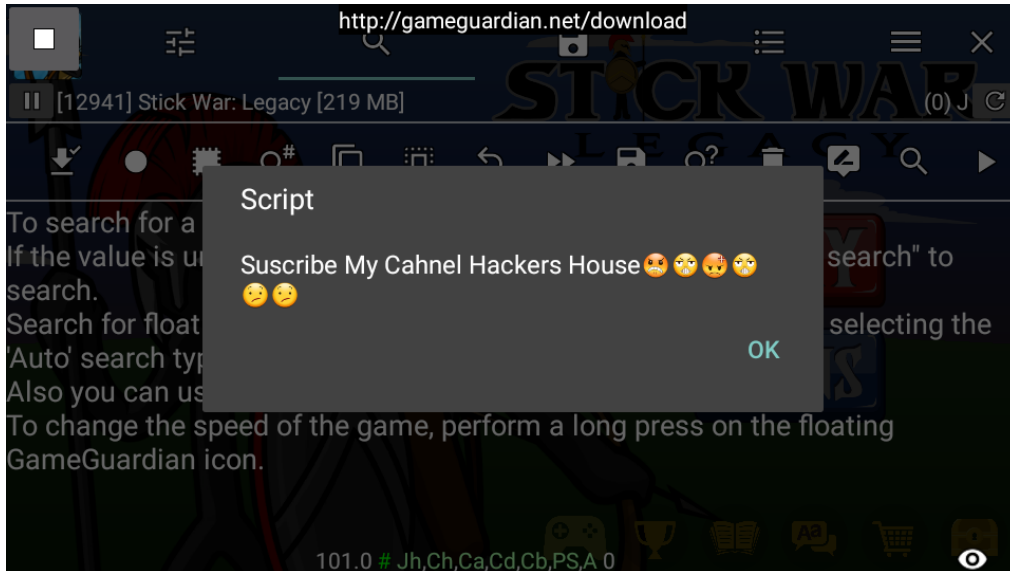 http://gameguardian.net/download
STICK WAR
[12941] Stick War: Legacy [219 MB]
(0) J
LEGACY
Script
To search for a
If the value is
search" to
Suscribe My Cahnel Hackers House😠😤😡😤
😕😕
search.
Search for float
selecting the
'Auto' search
OK
Also you can
To change the speed of the game, perform a long press on the floating
GameGuardian icon.
101.0 # Jh,Ch,Ca,Cd,Cb,PS,A 0